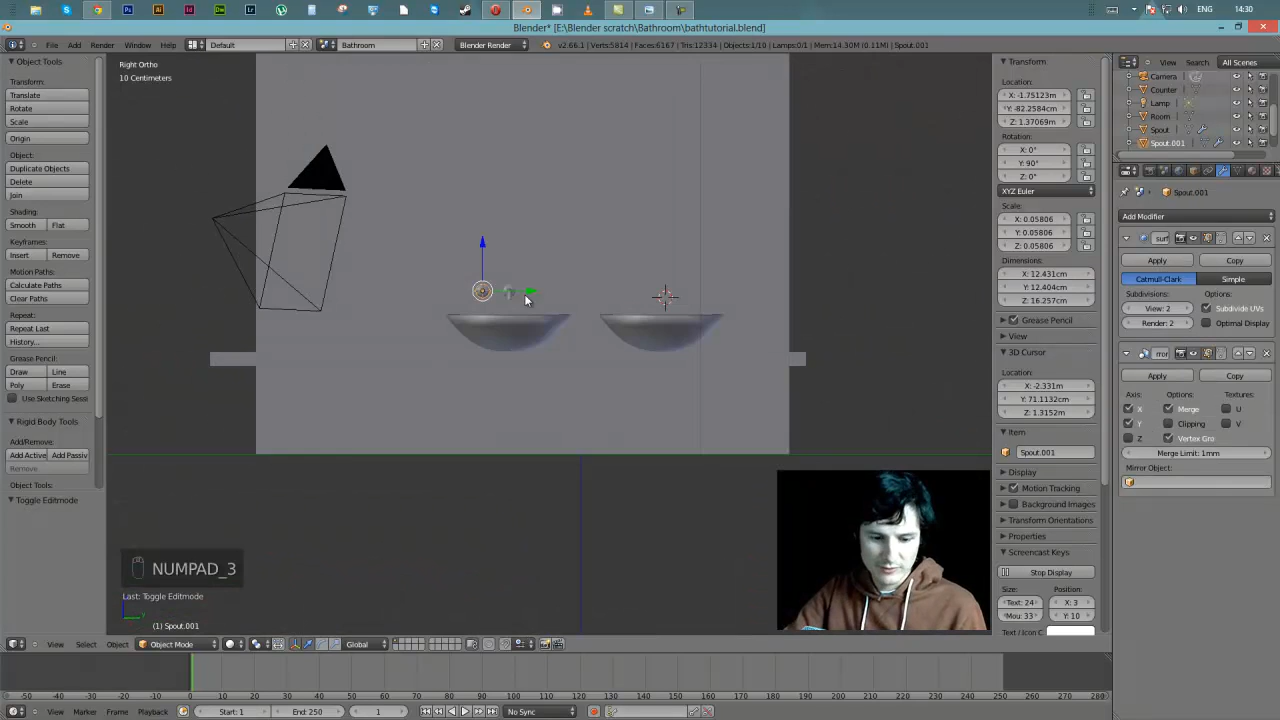 ENG
14:30
Blender* [E:\Blender scratch\Bathroom\bathtutorial.blend]
File Add Render Window Help
Default
Bathroom
Blender Render
v2.66.1 | Verts:5814 | Faces:6167 | Tris:12334 | Objects:1/10 | Lamps:0/1 | Mem:14.30M (0.11M) | Spout.001
View Search All Scenes
Object Tools
Transform:
Translate
Rotate
Scale
Origin
Object:
Duplicate Objects
Delete
Join
Shading:
Smooth Flat
Keyframes:
Insert Remove
Motion Paths:
Calculate Paths
Clear Paths
Repeat:
Repeat Last
History...
Grease Pencil:
Draw Line
Poly Erase
Use Sketching Sessi
Rigid Body Tools
Add/Remove:
Add Active Add Passiv
Remove
Object Tools:
Toggle Editmode
Right Ortho
10 Centimeters
NUMPAD_3
Last: Toggle Editmode
(1) Spout.001
Transform
Location:
X: -1.75123m
Y: -82.2584cm
Z: 1.37069m
Rotation:
X: 0°
Y: 90°
Z: 0°
XYZ Euler
Scale:
X: 0.05806
Y: 0.05806
Z: 0.05806
Dimensions:
X: 12.431cm
Y: 12.404cm
Z: 16.257cm
Grease Pencil
View
3D Cursor
Location:
X: -2.331m
Y: 71.1132cm
Z: 1.3152m
Item
Spout.001
Display
Motion Tracking
Background Images
Transform Orientations
Properties
Screencast Keys
Stop Display
Size: Position:
Text: 24 X: 3
Mou: 33 Y: 10
Text / Icon C
Camera
Counter
Lamp
Room
Spout
Spout.001
Spout.001
Add Modifier
surf
Apply Copy
Catmull-Clark Simple
Subdivisions: Options:
View: 2 Subdivide UVs
Render: 2 Optimal Display
Apply Copy
Axis: Options: Textures:
X Merge U
Y Clipping V
Z Vertex Gro
Merge Limit: 1mm
Mirror Object:
View Select Object Object Mode Global
-50 -40 -30 -20 -10 0 10 20 30 40 50 60 70 80 90 100 110 120 130 140 150 160 170 180 190 200 210 220 230 240 250 260 270 280
View Marker Frame Playback Start: 1 End: 250 1 No Sync